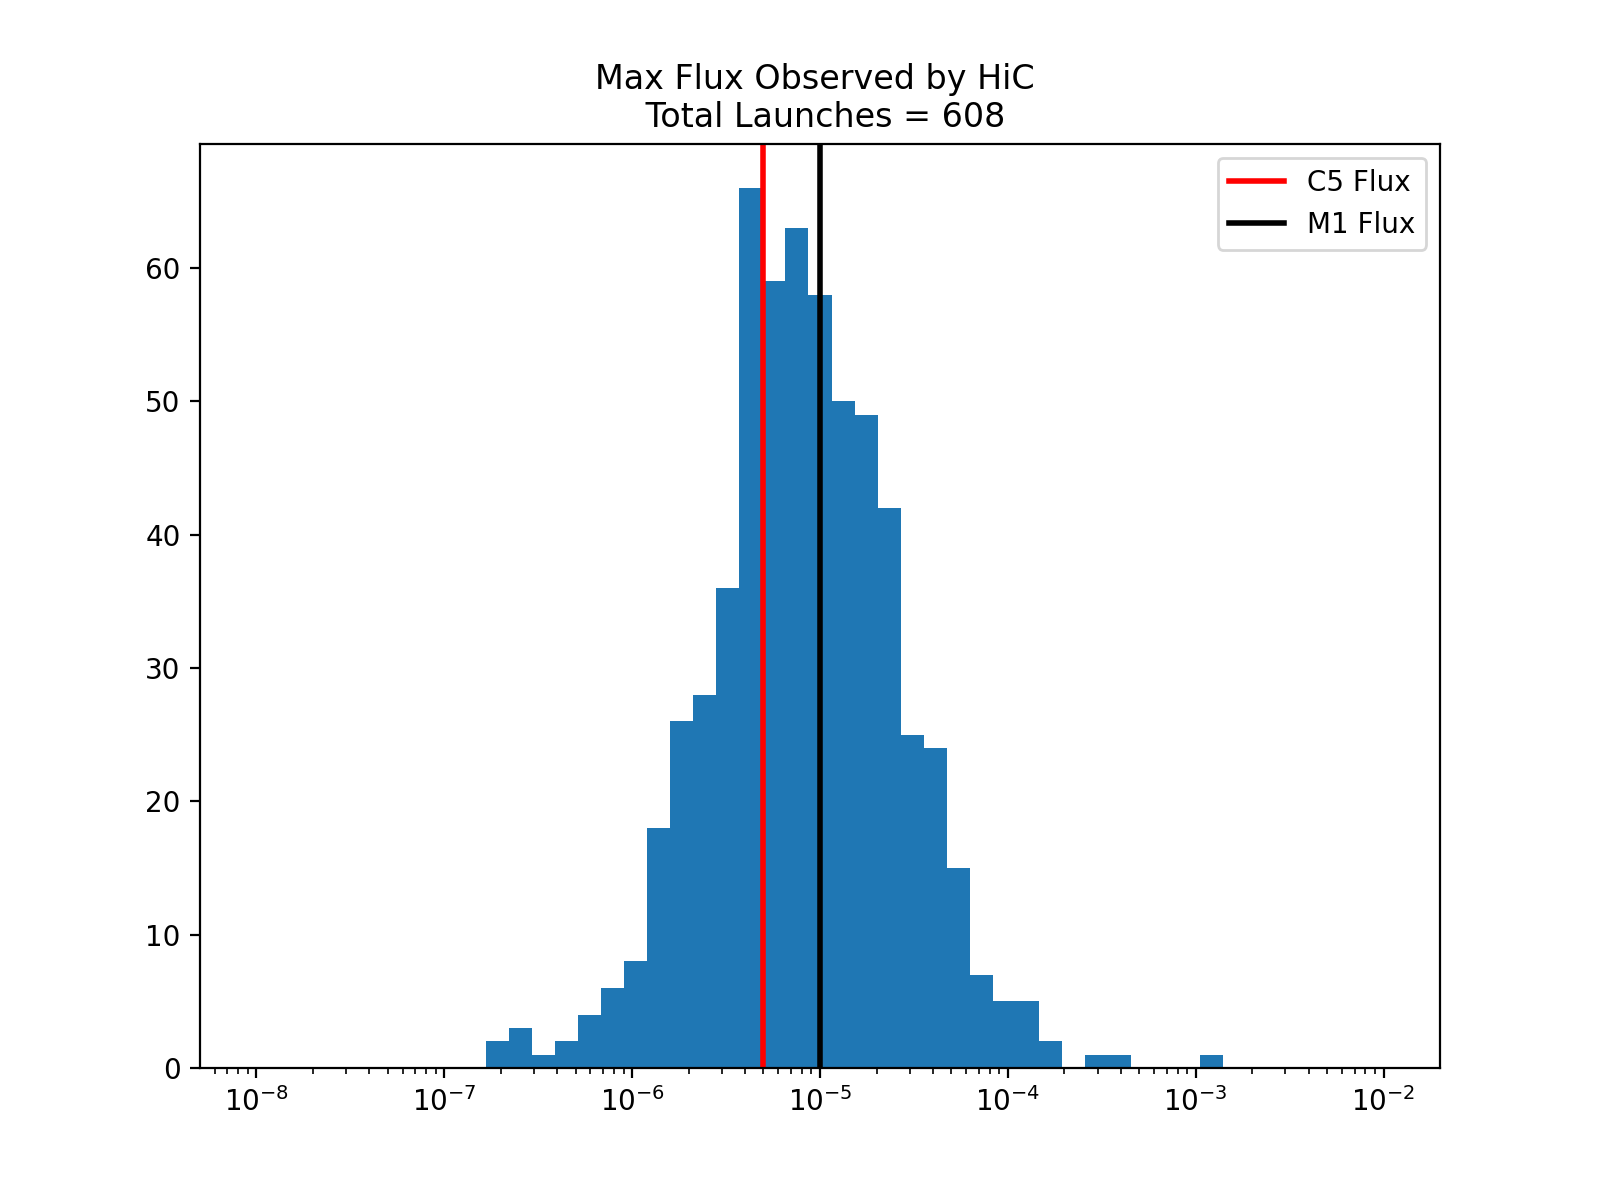 Max Flux Observed by HiC
Total Launches = 608
C5 Flux
M1 Flux
60
50
40
30
20
10
0
10⁻⁸ 10⁻⁷ 10⁻⁶ 10⁻⁵ 10⁻⁴ 10⁻³ 10⁻²